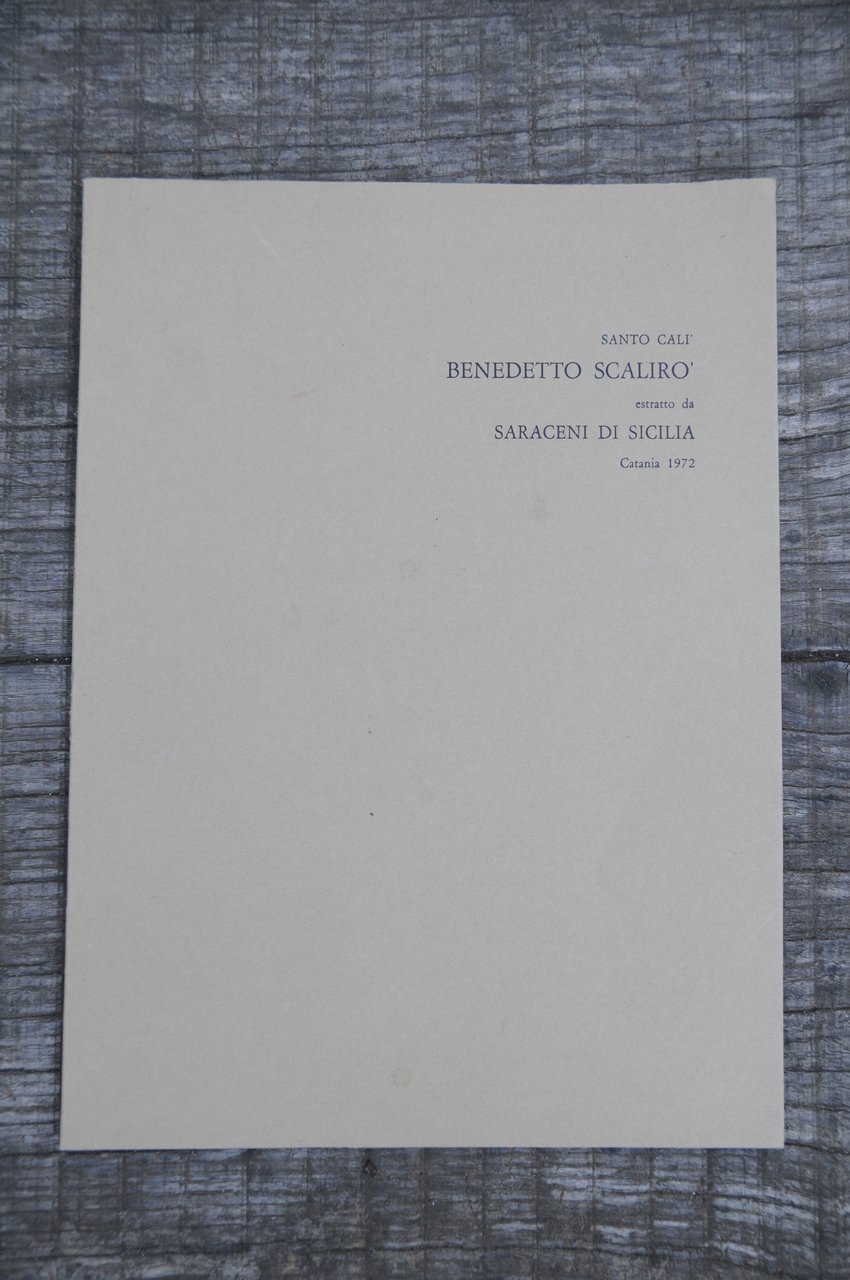 SANTO CALI'
BENEDETTO SCALIRO'
estratto da
SARACENI DI SICILIA
Catania 1972